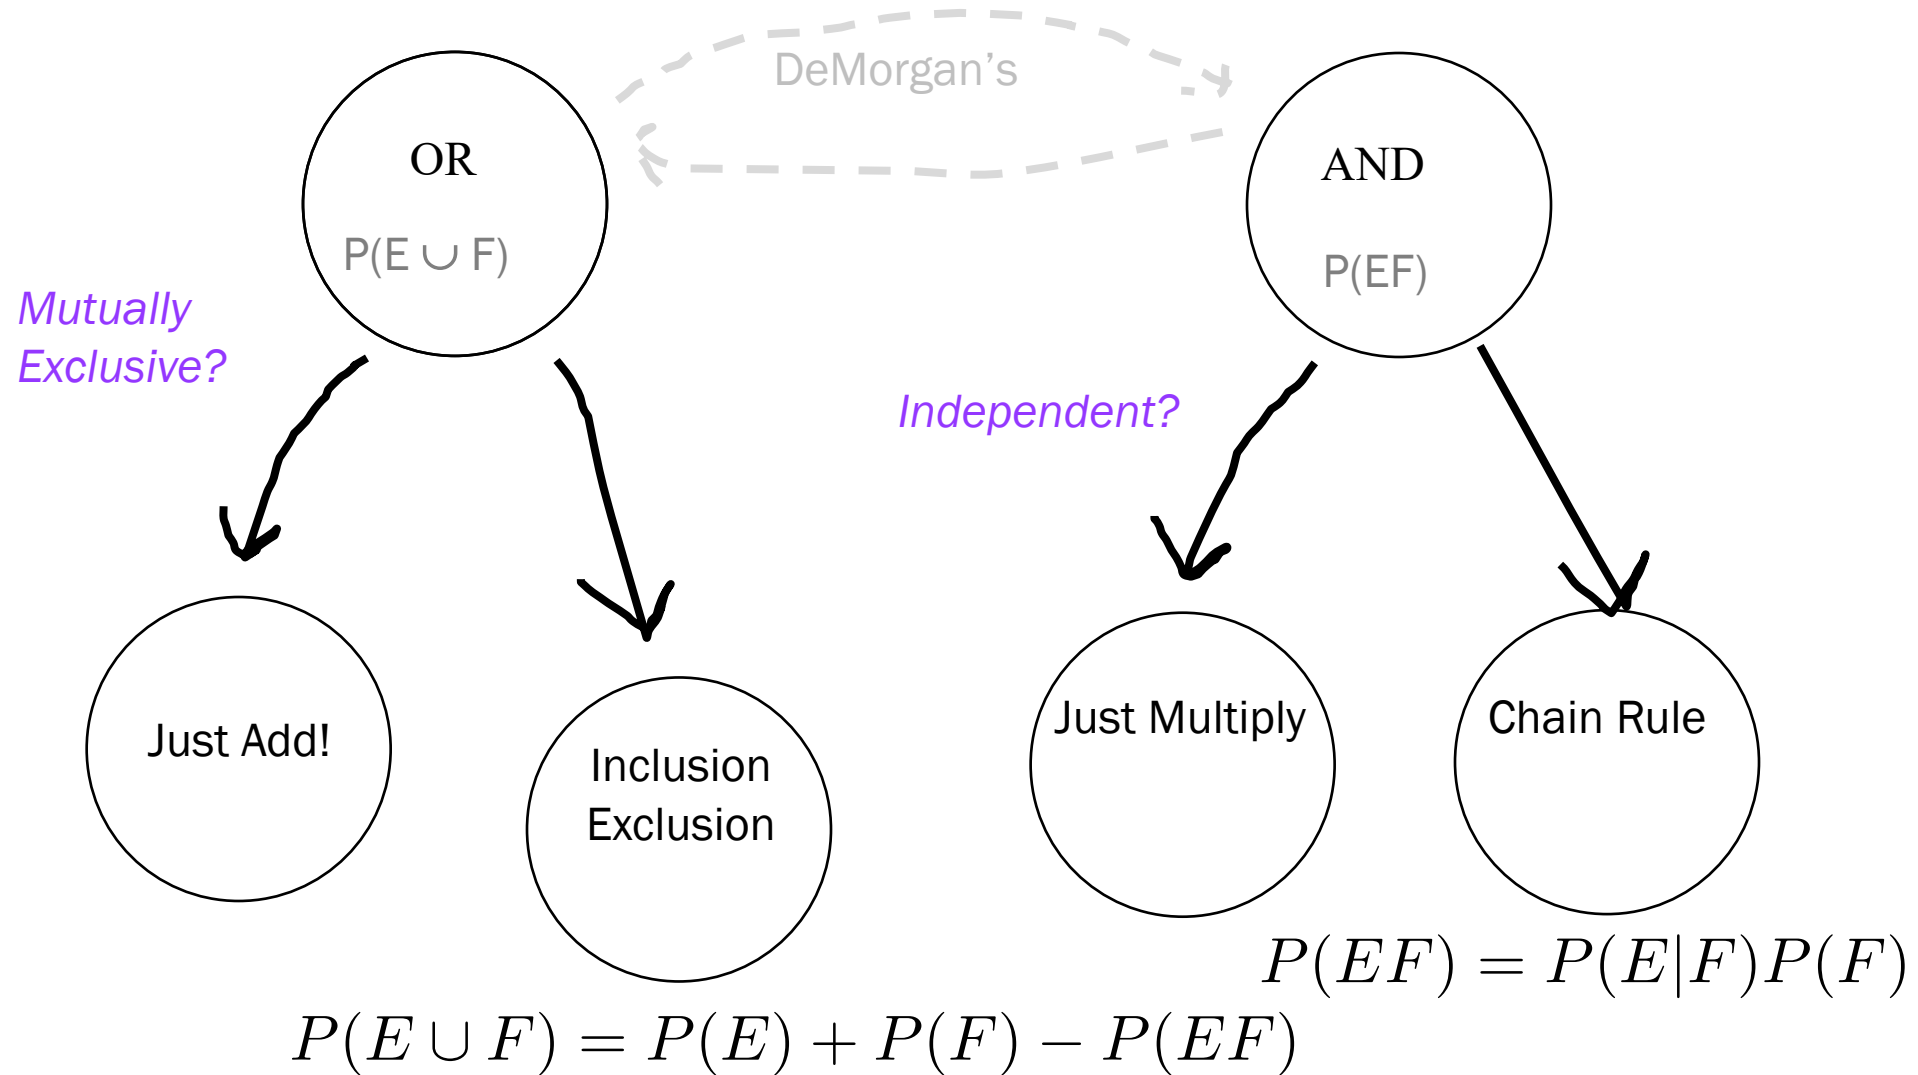 DeMorgan’s
OR
P(E ∪ F)
AND
P(EF)
Mutually
Exclusive?
Independent?
Just Add!
Inclusion
Exclusion
Just Multiply
Chain Rule
P(EF) = P(E|F)P(F)
P(E ∪ F) = P(E) + P(F) − P(EF)